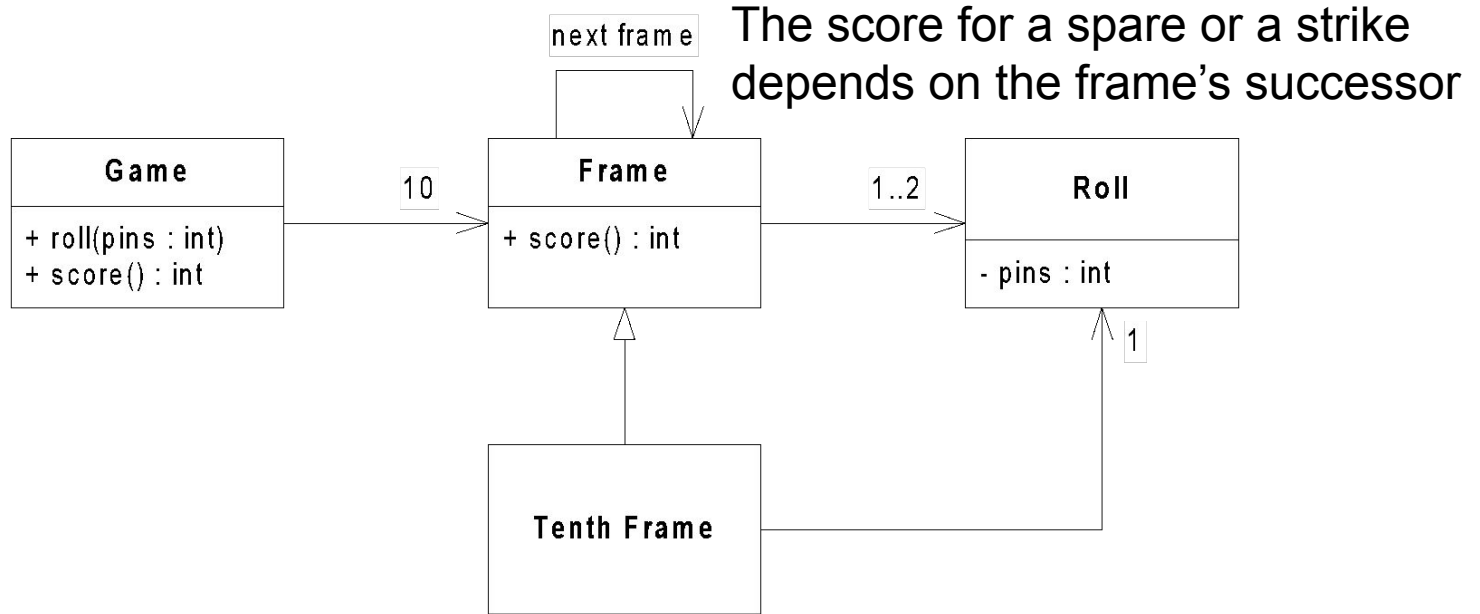 The score for a spare or a strike
depends on the frame’s successor
next frame
Game
+ roll(pins : int)
+ score() : int
10
Frame
+ score() : int
1..2
Roll
- pins : int
1
Tenth Frame